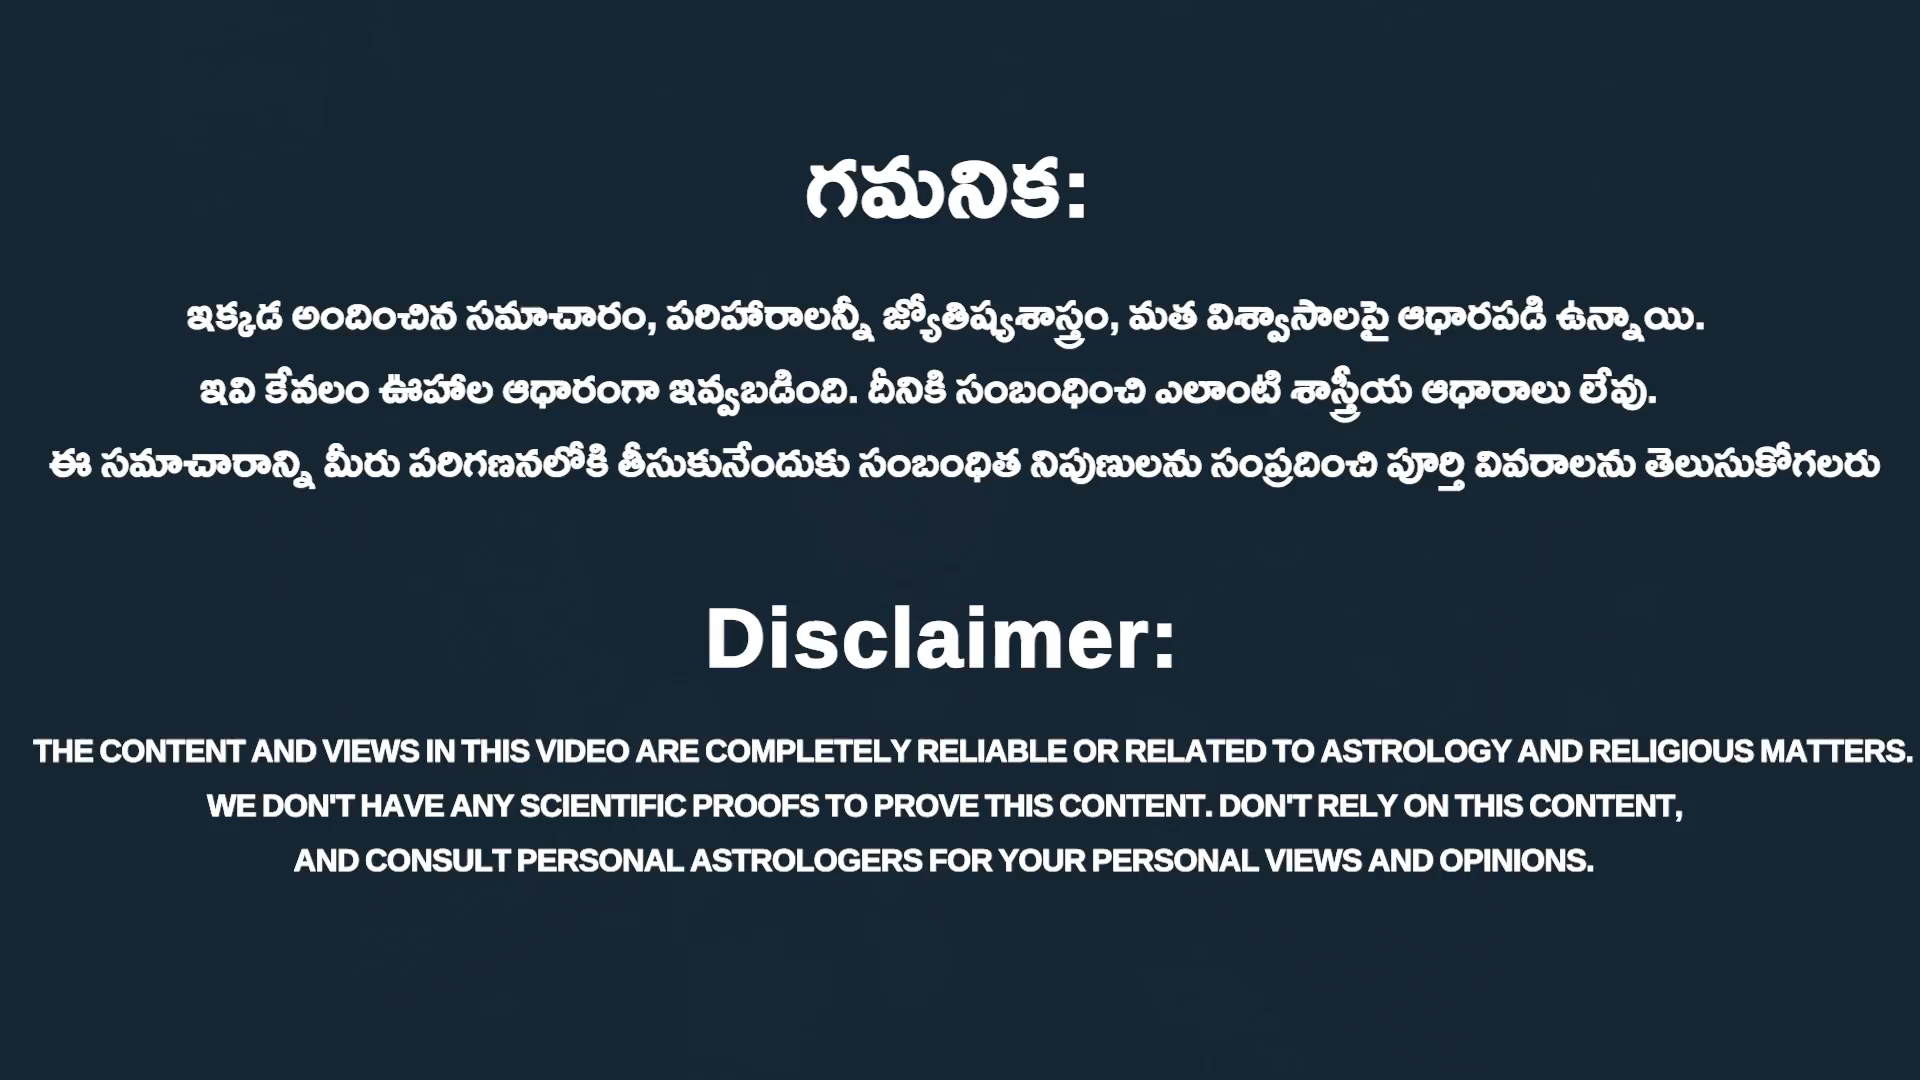 గమనిక:
ఇక్కడ అందించిన సమాచారం, పరిహారాలన్నీ జ్యోతిష్యశాస్త్రం, మత విశ్వాసాలపై ఆధారపడి ఉన్నాయి.
ఇవి కేవలం ఊహాల ఆధారంగా ఇవ్వబడింది. దీనికి సంబంధించి ఎలాంటి శాస్త్రీయ ఆధారాలు లేవు.
ఈ సమాచారాన్ని మీరు పరిగణనలోకి తీసుకునేందుకు సంబంధిత నిపుణులను సంప్రదించి పూర్తి వివరాలను తెలుసుకోగలరు
Disclaimer:
THE CONTENT AND VIEWS IN THIS VIDEO ARE COMPLETELY RELIABLE OR RELATED TO ASTROLOGY AND RELIGIOUS MATTERS.
WE DON'T HAVE ANY SCIENTIFIC PROOFS TO PROVE THIS CONTENT. DON'T RELY ON THIS CONTENT,
AND CONSULT PERSONAL ASTROLOGERS FOR YOUR PERSONAL VIEWS AND OPINIONS.